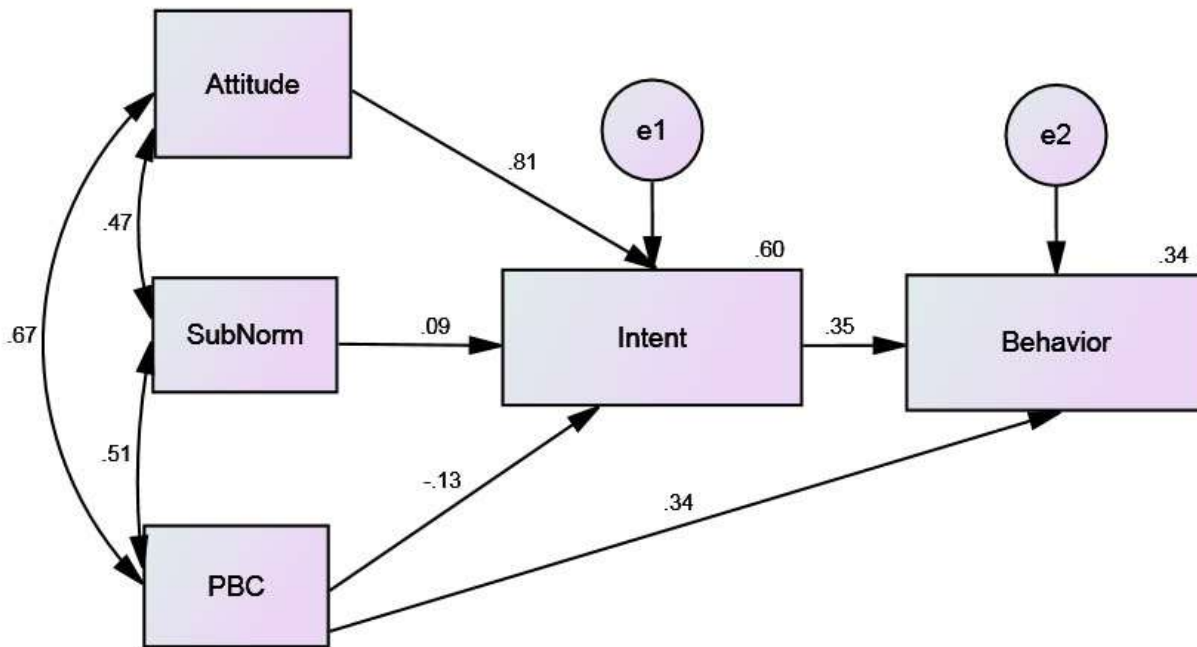 Attitude
e1
e2
.81
.47
.60
.34
SubNorm
.09
Intent
.35
Behavior
.67
.51
-.13
.34
PBC